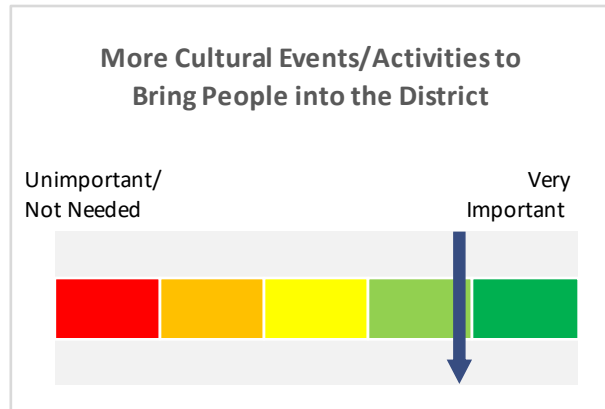 More Cultural Events/Activities to
Bring People into the District
Unimportant/
Not Needed
Very
Important